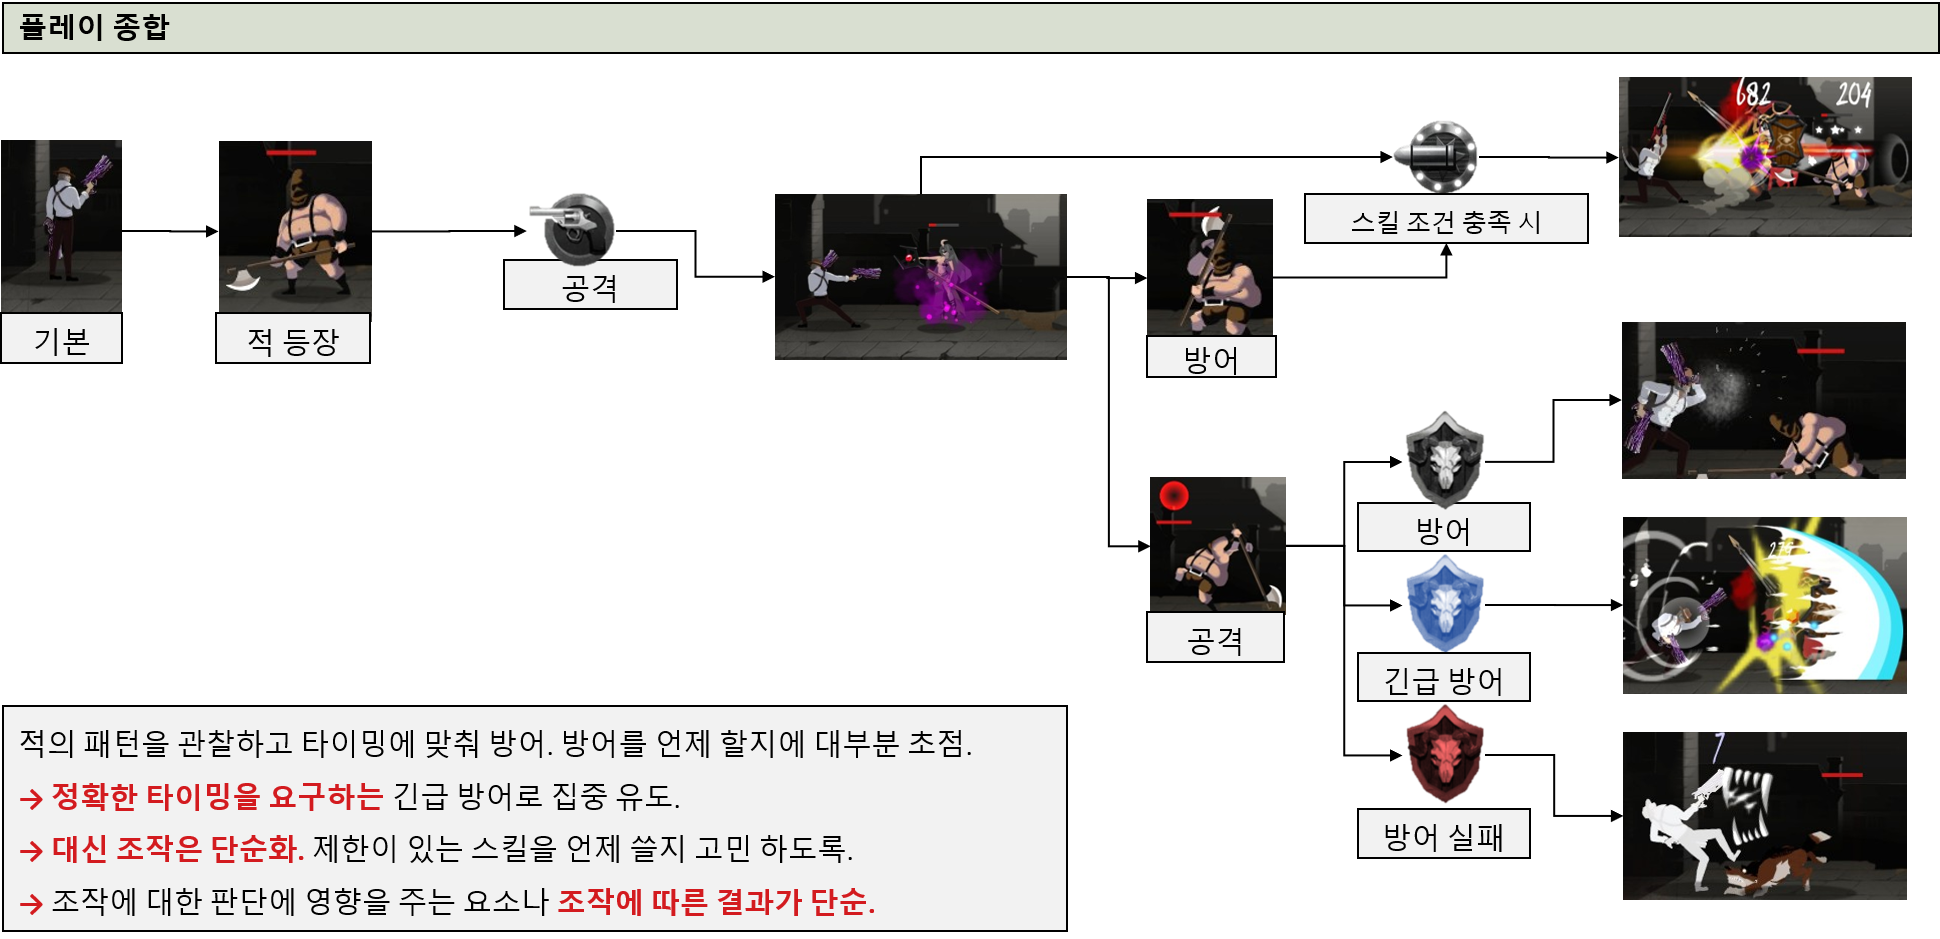 플레이 종합
682
204
스킬 조건 충족 시
공격
기본
적 등장
방어
방어
공격
긴급 방어
방어 실패
7
적의 패턴을 관찰하고 타이밍에 맞춰 방어. 방어를 언제 할지에 대부분 초점.
→ 정확한 타이밍을 요구하는 긴급 방어로 집중 유도.
→ 대신 조작은 단순화. 제한이 있는 스킬을 언제 쓸지 고민 하도록.
→ 조작에 대한 판단에 영향을 주는 요소나 조작에 따른 결과가 단순.